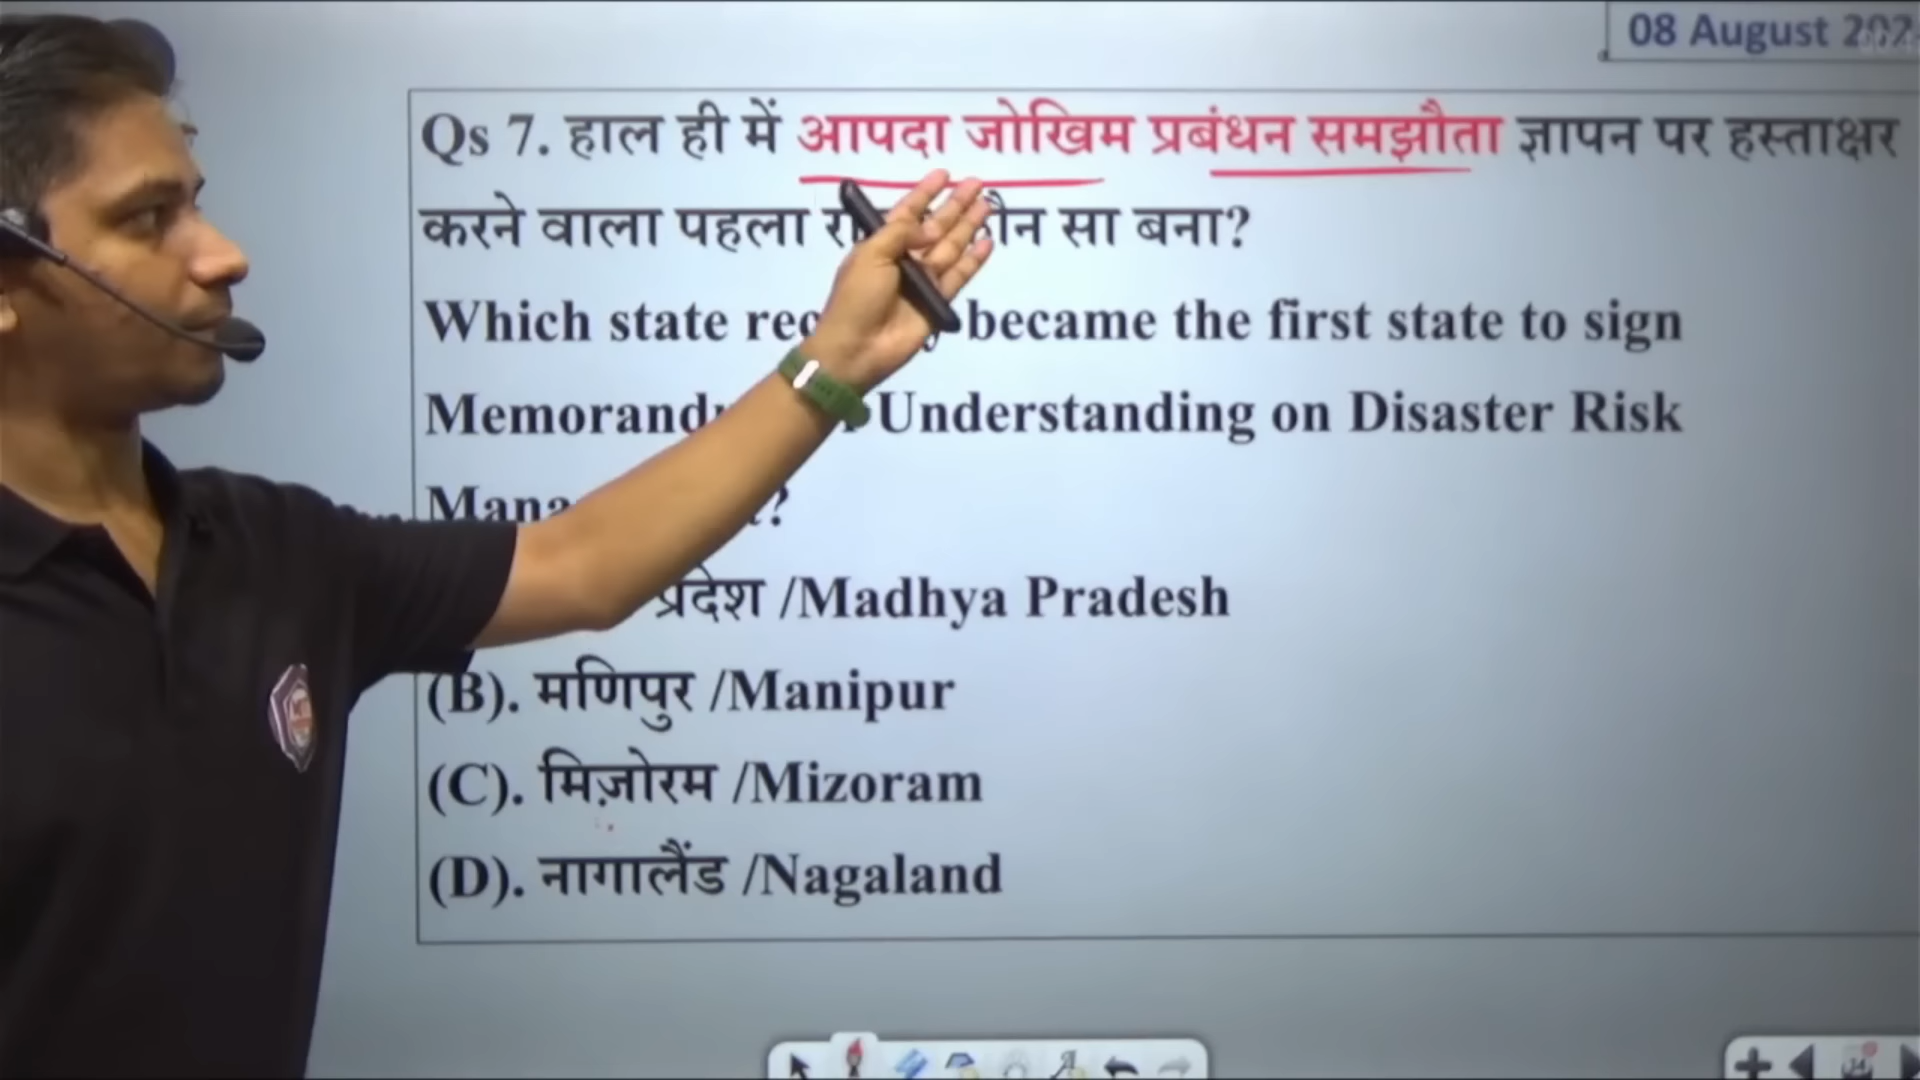 08 August
Qs 7. हाल ही में आपदा जोखिम प्रबंधन समझौता ज्ञापन पर हस्ताक्षर
करने वाला पहला कौन सा बना?
Which state became the first state to sign
Understanding on Disaster Risk
प्रदेश /Madhya Pradesh
(B). मणिपुर /Manipur
(C). मिज़ोरम /Mizoram
(D). नागालैंड /Nagaland